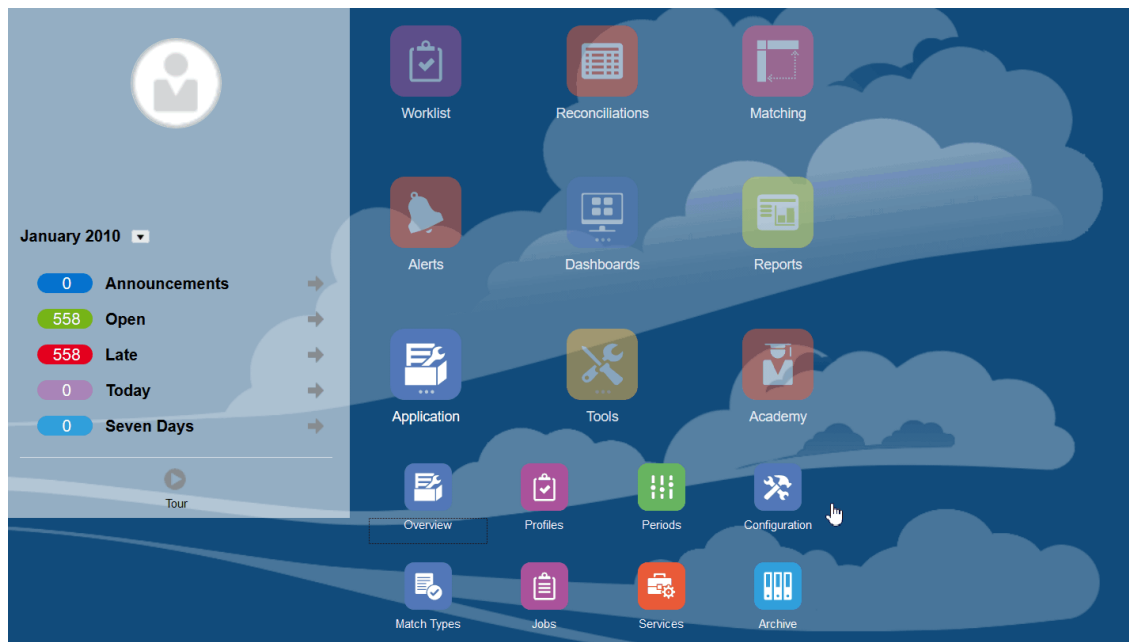 January 2010
0 Announcements
558 Open
558 Late
0 Today
0 Seven Days
Tour
Worklist
Reconciliations
Matching
Alerts
Dashboards
Reports
Application
Tools
Academy
Overview
Profiles
Periods
Configuration
Match Types
Jobs
Services
Archive